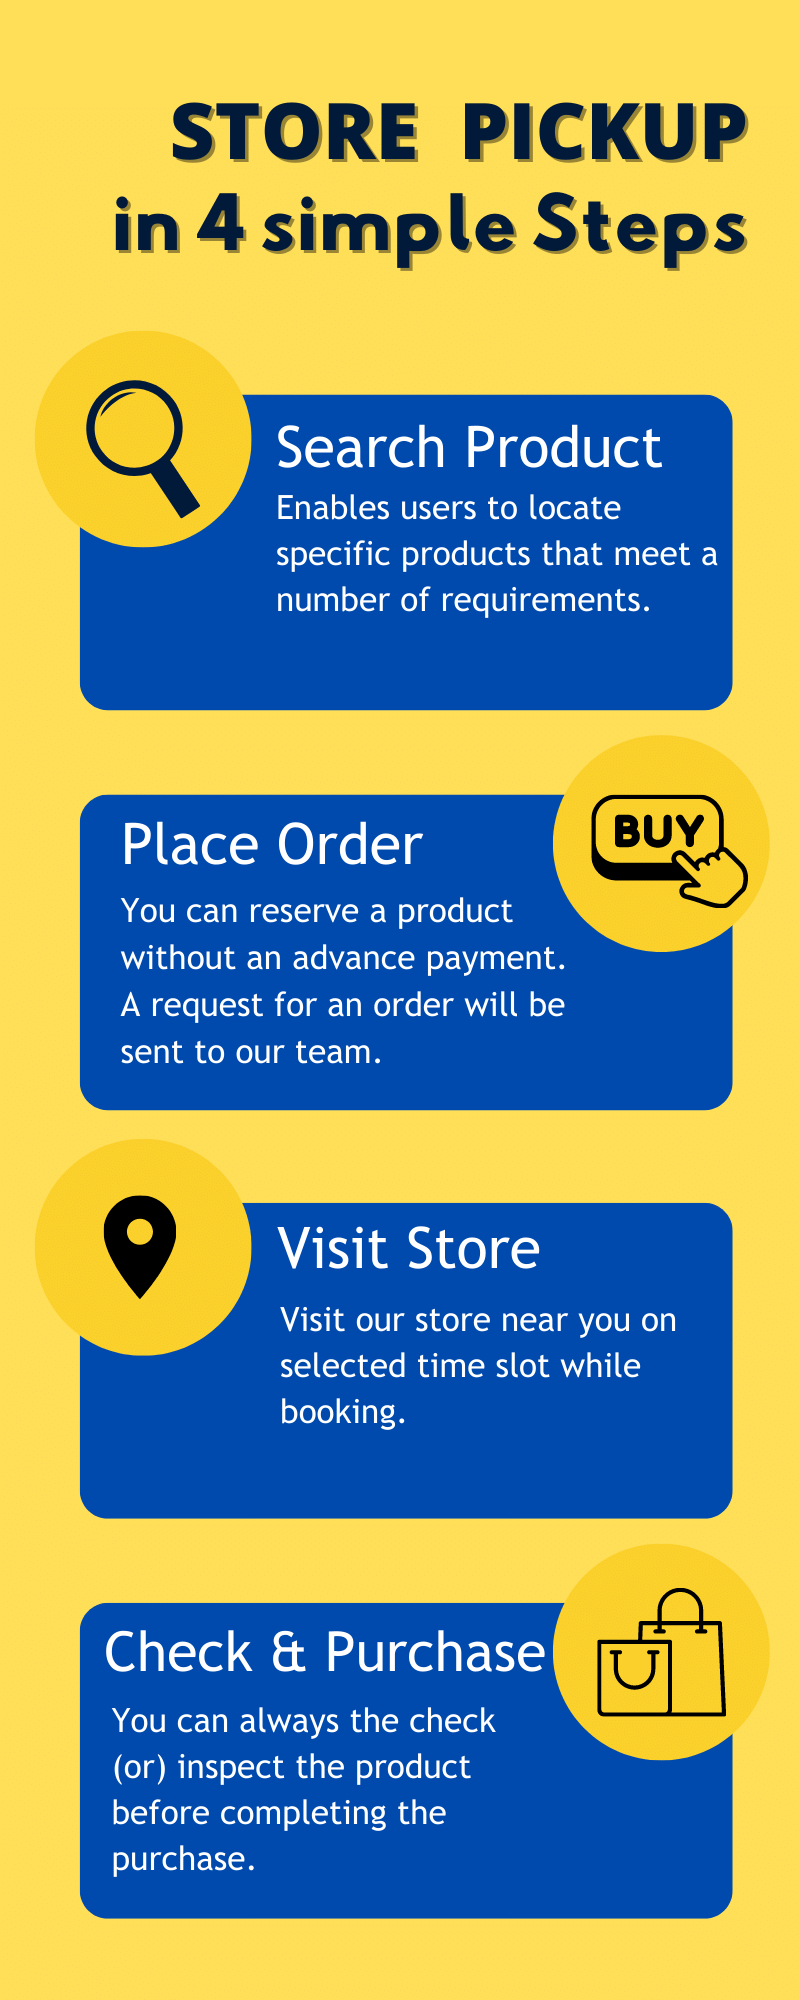 STORE PICKUP
in 4 simple Steps
Search Product
Enables users to locate
specific products that meet a
number of requirements.
Place Order
BUY
You can reserve a product
without an advance payment.
A request for an order will be
sent to our team.
Visit Store
Visit our store near you on
selected time slot while
booking.
Check & Purchase
You can always the check
(or) inspect the product
before completing the
purchase.